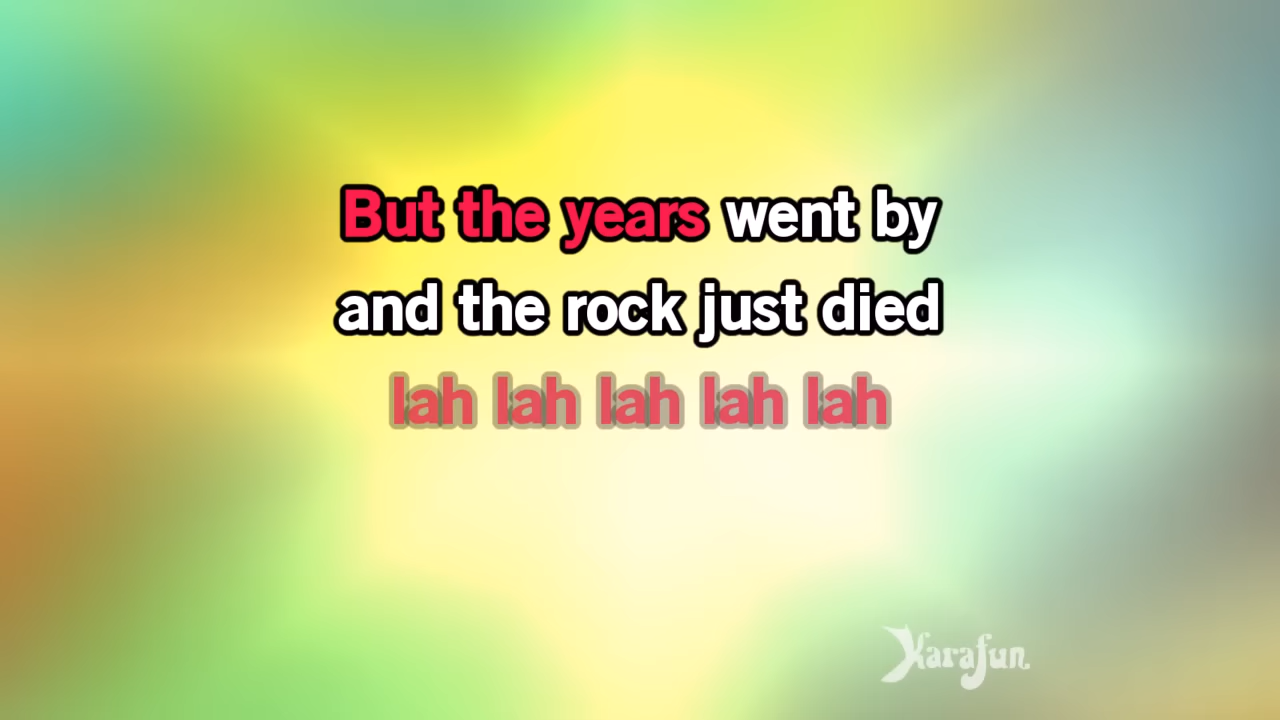 But the years went by
and the rock just died
lah lah lah lah lah
Karafun